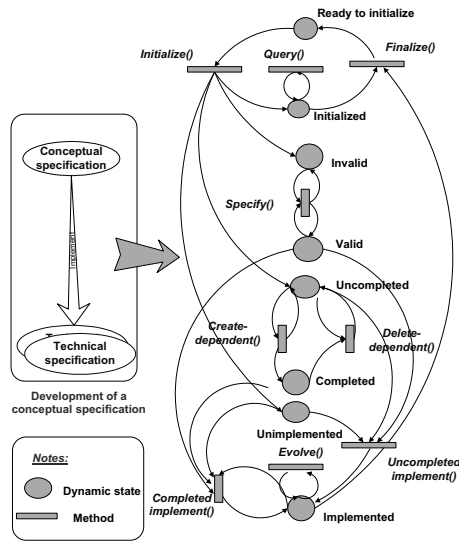 Ready to initialize
Initialize()
Query()
Finalize()
Initialized
Conceptual
specification
Invalid
Specify()
Implement
Valid
Uncompleted
Create-
dependent()
Delete-
dependent()
Technical
specification
Completed
Development of a
conceptual specification
Unimplemented
Evolve()
Uncompleted
implement()
Notes:
Dynamic state
Completed
implement()
Method
Implemented